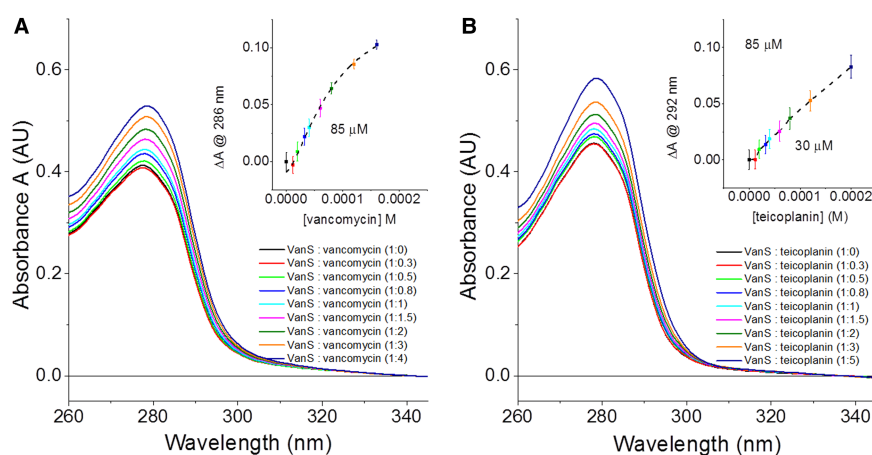 A
Absorbance A (AU)
0.6
0.4
0.2
0.0
260
280
300
320
340
Wavelength (nm)
ΔA @ 286 nm
0.10
0.05
0.00
85 µM
0.0000
0.0001
0.0002
[vancomycin] M
VanS : vancomycin (1:0)
VanS : vancomycin (1:0.3)
VanS : vancomycin (1:0.5)
VanS : vancomycin (1:0.8)
VanS : vancomycin (1:1)
VanS : vancomycin (1:1.5)
VanS : vancomycin (1:2)
VanS : vancomycin (1:3)
VanS : vancomycin (1:4)
B
Absorbance (AU)
0.6
0.4
0.2
0.0
260
280
300
320
340
Wavelength (nm)
ΔA @ 292 nm
0.10
0.05
0.00
85 µM
30 µM
0.0000
0.0001
0.0002
[teicoplanin] (M)
VanS : teicoplanin (1:0)
VanS : teicoplanin (1:0.3)
VanS : teicoplanin (1:0.5)
VanS : teicoplanin (1:0.8)
VanS : teicoplanin (1:1)
VanS : teicoplanin (1:1.5)
VanS : teicoplanin (1:2)
VanS : teicoplanin (1:3)
VanS : teicoplanin (1:5)